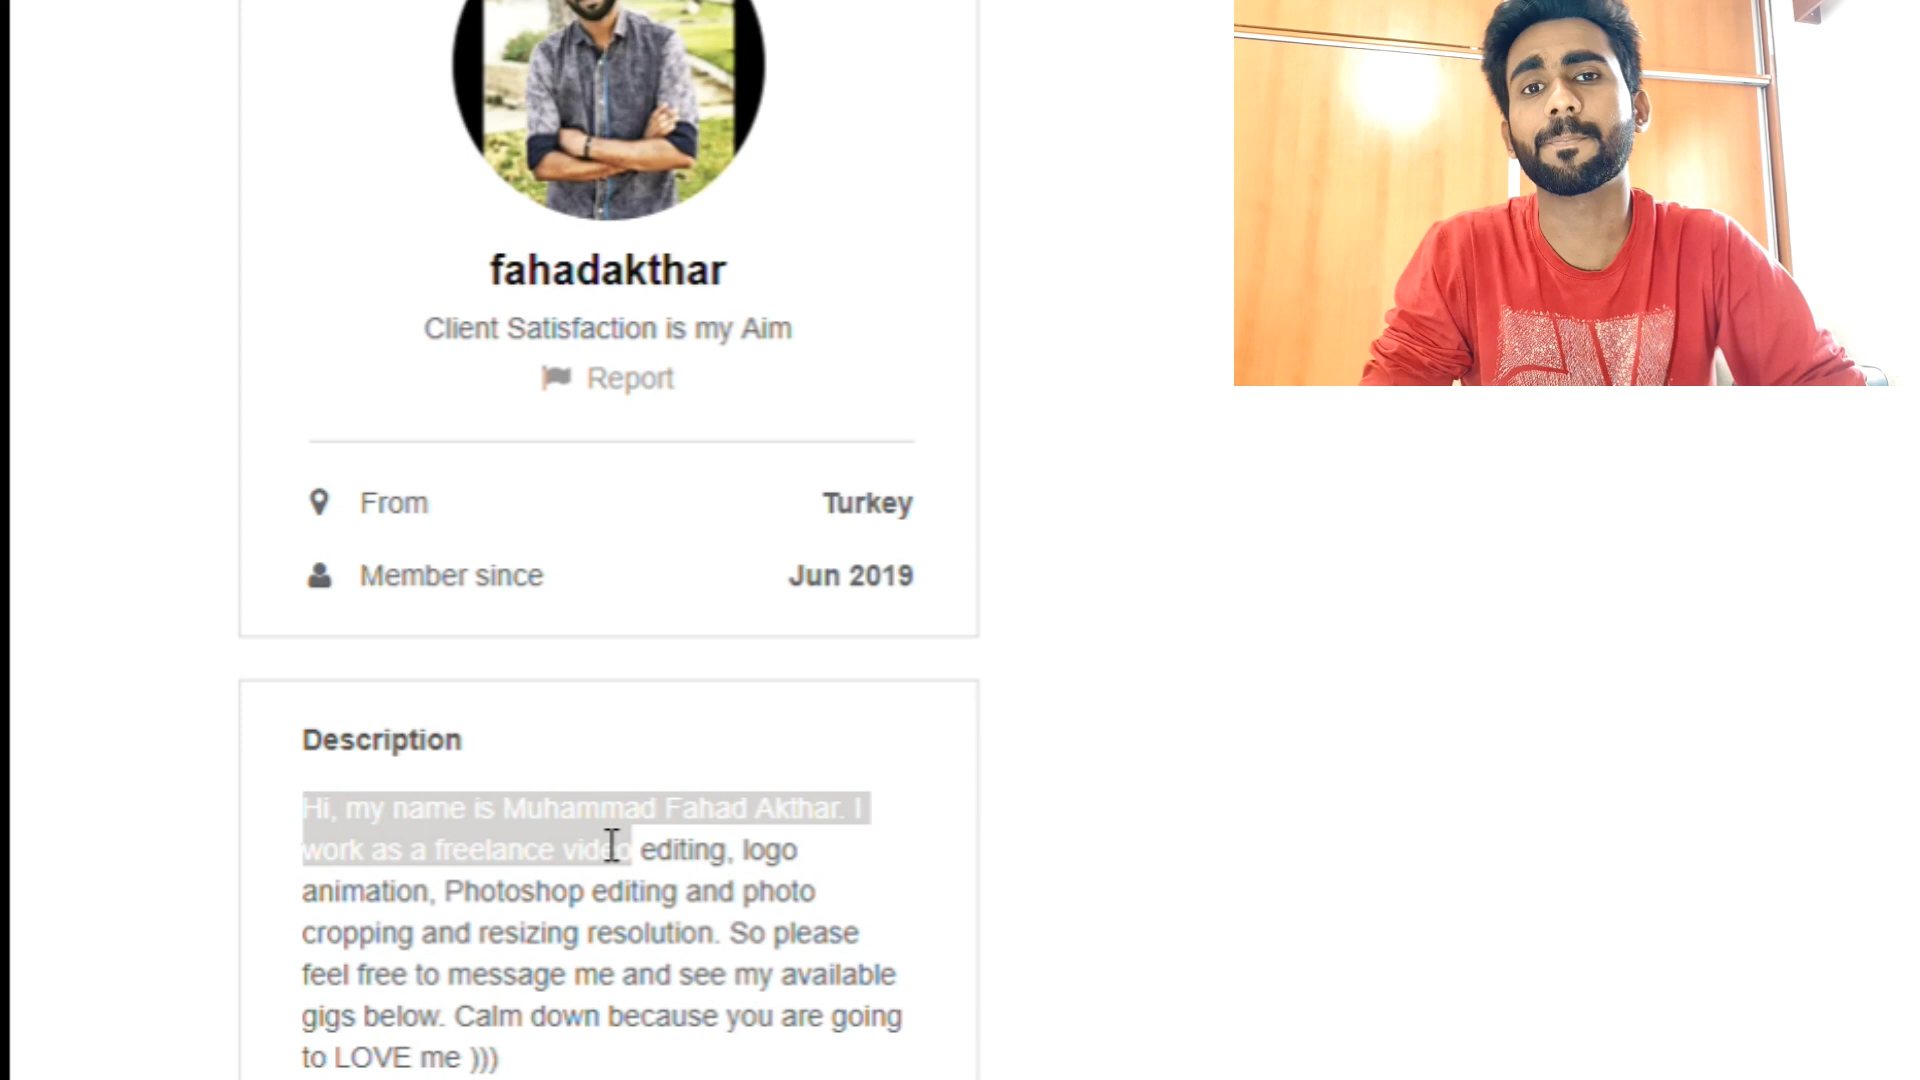 fahadakthar
Client Satisfaction is my Aim
Report
From Turkey
Member since Jun 2019
Description
Hi, my name is Muhammad Fahad Akthar. I
work as a freelance video editing, logo
animation, Photoshop editing and photo
cropping and resizing resolution. So please
feel free to message me and see my available
gigs below. Calm down because you are going
to LOVE me )))